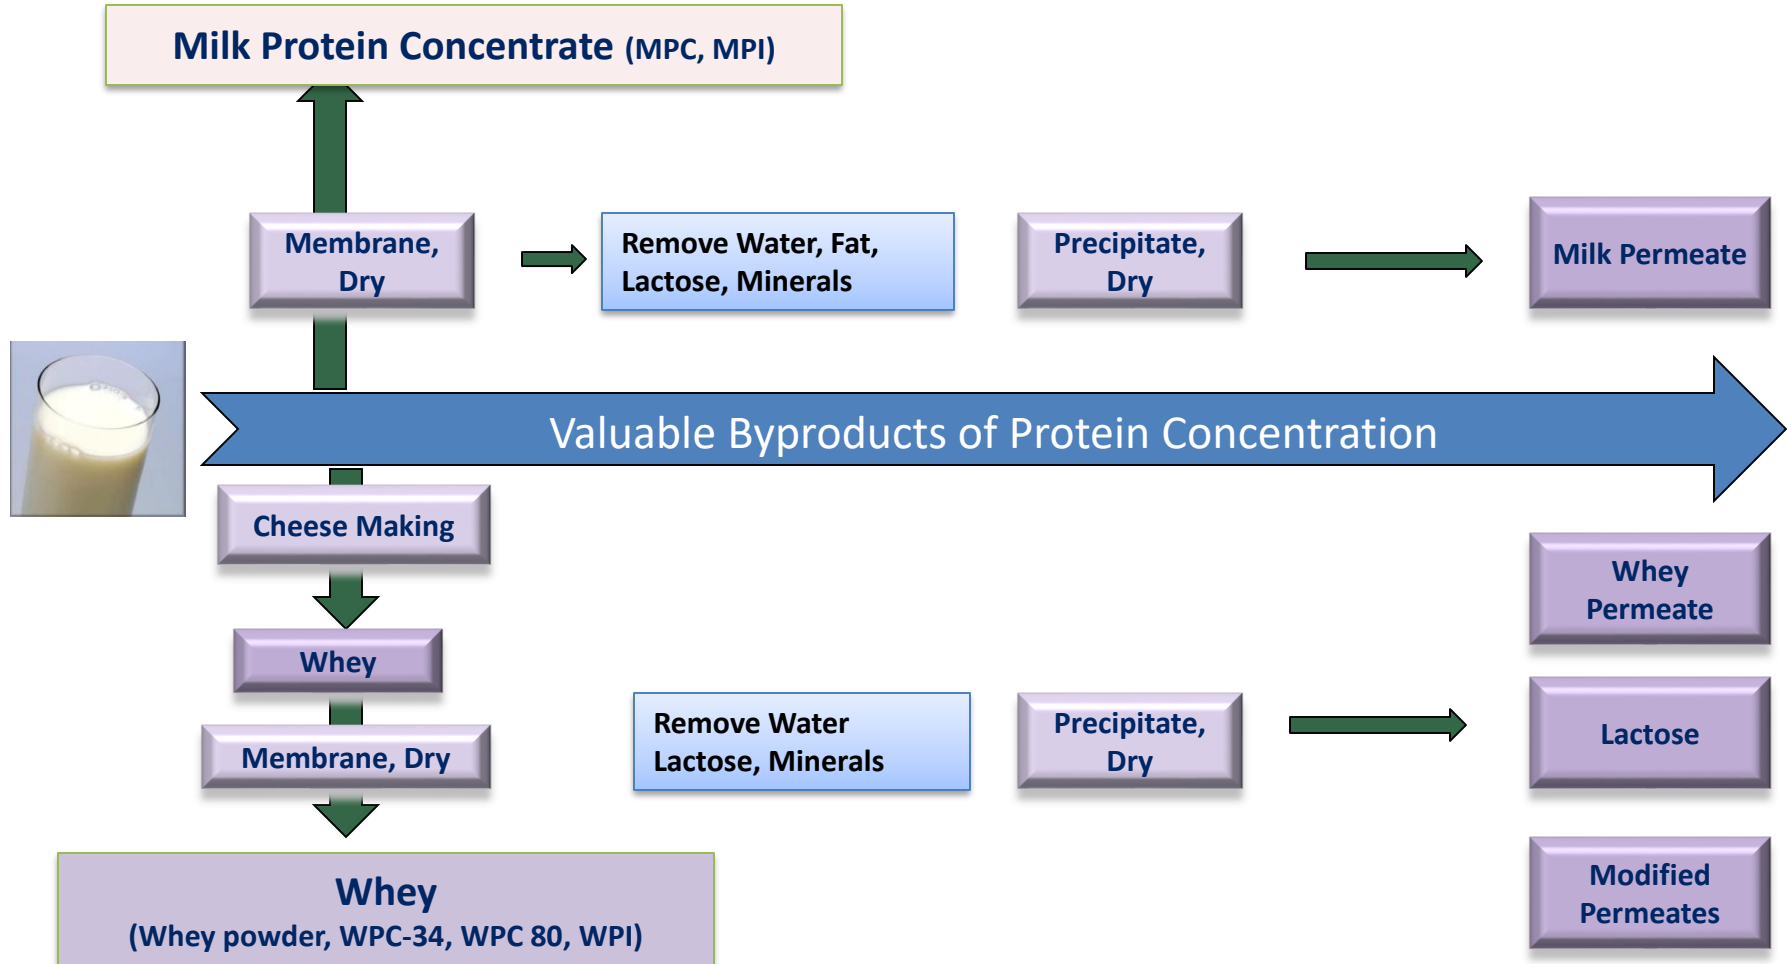 Milk Protein Concentrate (MPC, MPI)
Membrane,
Dry
Remove Water, Fat,
Lactose, Minerals
Precipitate,
Dry
Milk Permeate
Valuable Byproducts of Protein Concentration
Cheese Making
Whey
Membrane, Dry
Remove Water
Lactose, Minerals
Precipitate,
Dry
Whey
Permeate
Lactose
Modified
Permeates
Whey
(Whey powder, WPC-34, WPC 80, WPI)